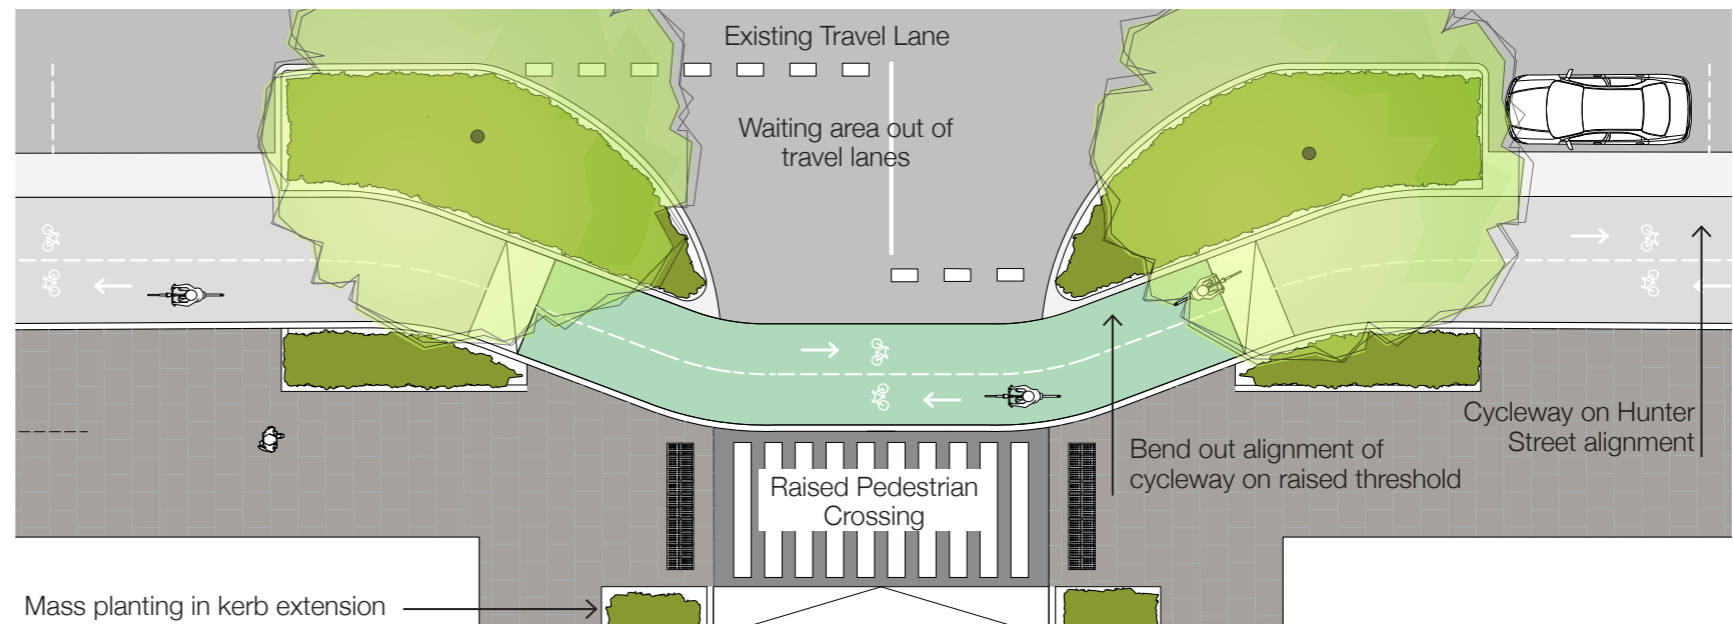 Existing Travel Lane
Waiting area out of
travel lanes
Cycleway on Hunter
Street alignment
Bend out alignment of
cycleway on raised threshold
Raised Pedestrian
Crossing
Mass planting in kerb extension